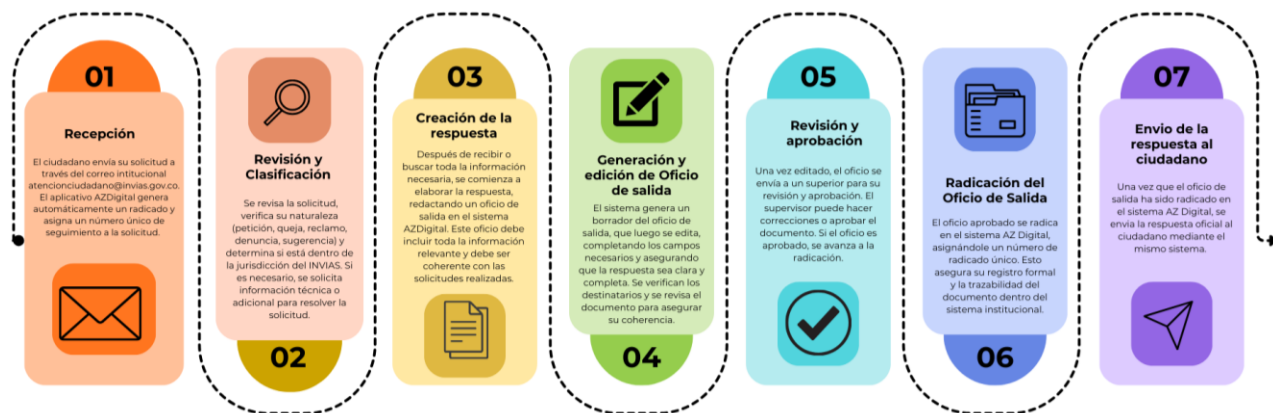 01
Recepción
El ciudadano envía su solicitud a
través del correo intitucional
atencionciudadano@invias.gov.co.
El aplicativo AZDigital genera
automáticamente un radicado y
asigna un número único de
seguimiento a la solicitud.
Revisión y
Clasificación
Se revisa la solicitud,
verifica su naturaleza
(petición, queja, reclamo,
denuncia, sugerencia) y
determina si está dentro de
la jurisdicción del INVIAS. Si
es necesario, se solicita
información técnica o
adicional para resolver la
solicitud.
02
03
Creación de la
respuesta
Después de recibir o
buscar toda la información
necesaria, se comienza a
elaborar la respuesta,
redactando un oficio de
salida en el sistema
AZDigital. Este oficio debe
incluir toda la información
relevante y debe ser
coherente con las
solicitudes realizadas.
Generación y
edición de Oficio
de salida
El sistema genera un
borrador del oficio de
salida, que luego se edita,
completando los campos
necesarios y asegurando
que la respuesta sea clara y
completa. Se verifican los
destinatarios y se revisa el
documento para asegurar
su coherencia.
04
05
Revisión y
aprobación
Una vez editado, el oficio se
envía a un superior para su
revisión y aprobación. El
supervisor puede hacer
correcciones o aprobar el
documento. Si el oficio es
aprobado, se avanza a la
radicación.
Radicación del
Oficio de Salida
El oficio aprobado se radica
en el sistema AZ Digital,
asignándole un número de
radicado único. Esto
asegura su registro formal
y la trazabilidad del
documento dentro del
sistema institucional.
06
07
Envio de la
respuesta al
ciudadano
Una vez que el oficio de
salida ha sido radicado en
el sistema AZ Digital, se
envia la respuesta oficial al
ciudadano mediante el
mismo sistema.